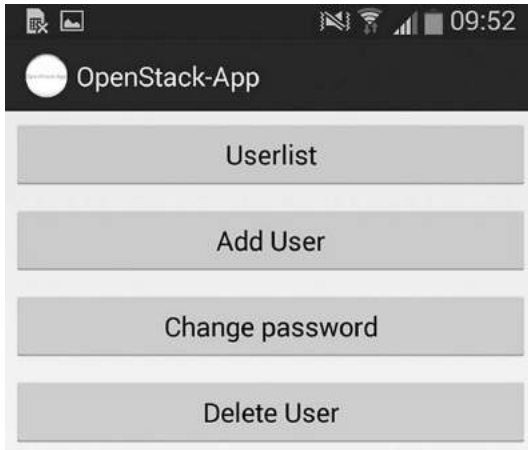 09:52
OpenStack-App
Userlist
Add User
Change password
Delete User